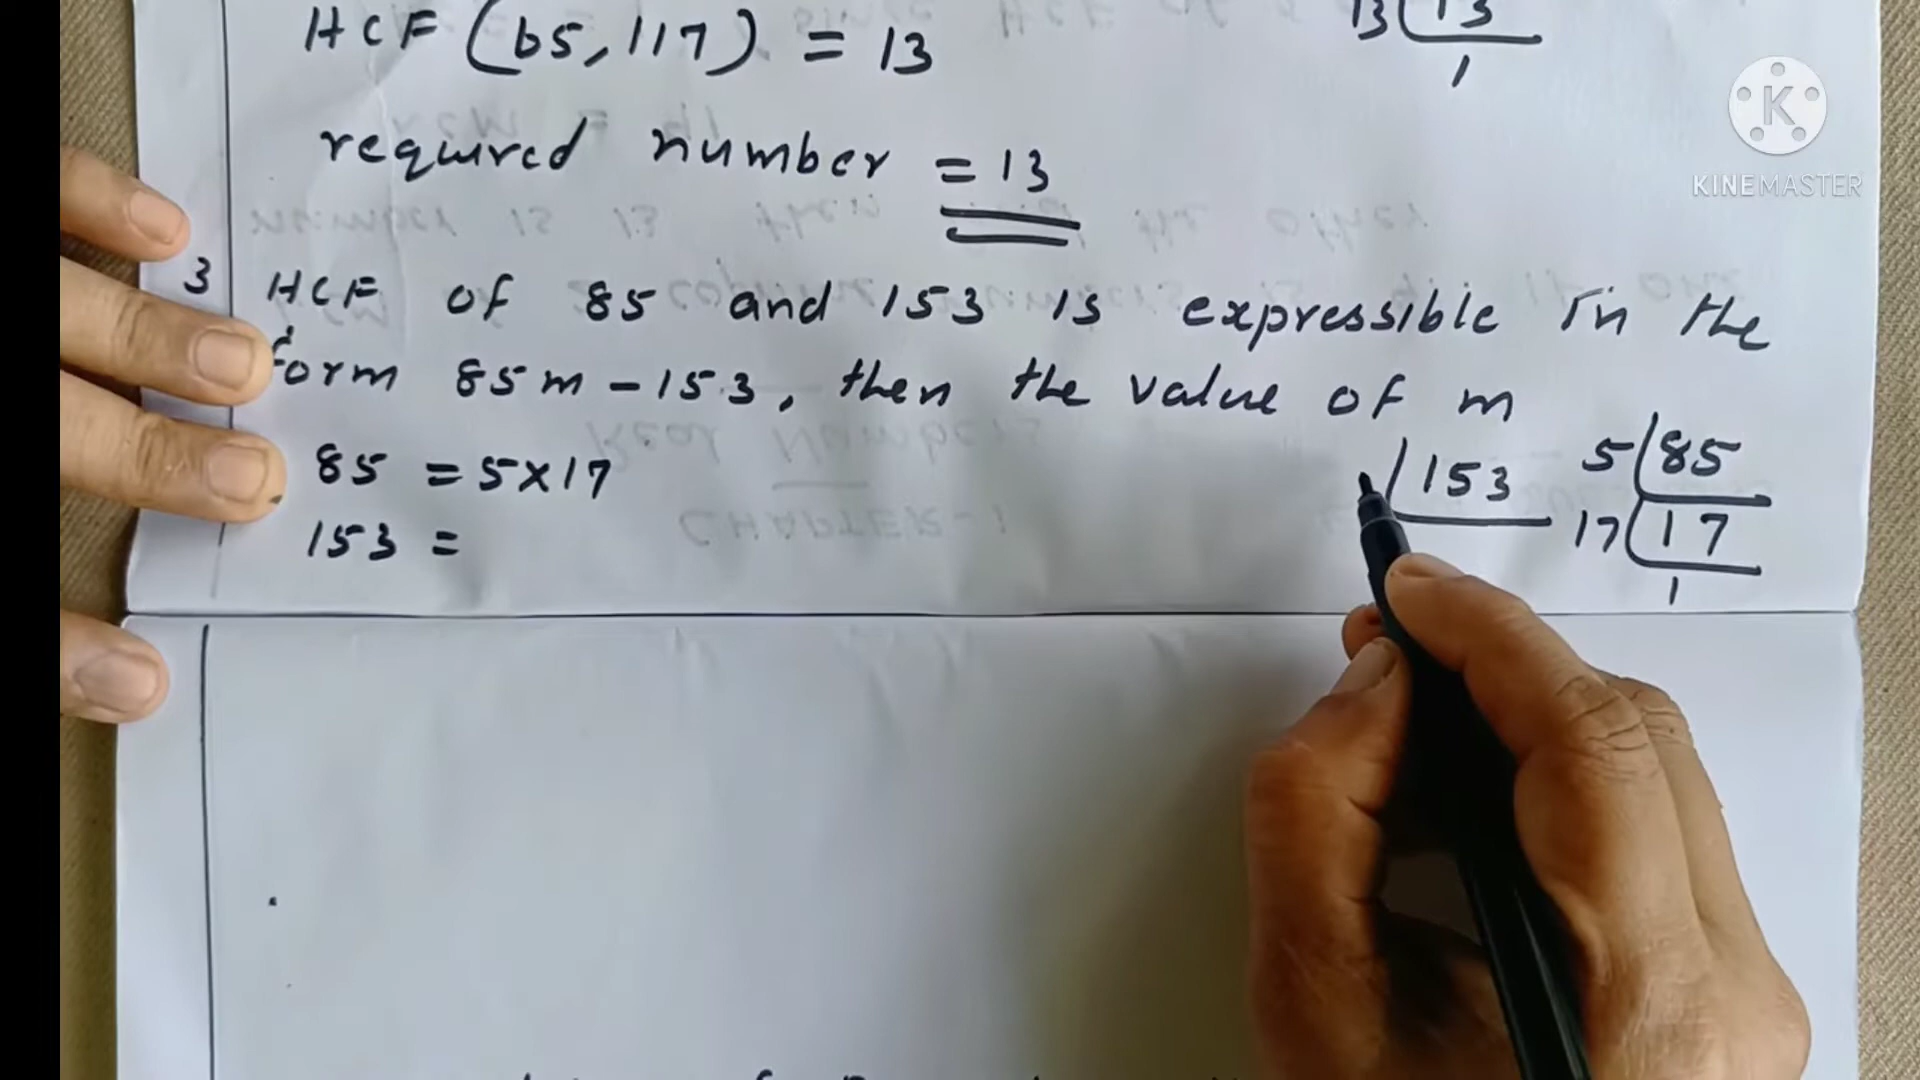 HCF (65, 117) = 13
13 13
1
required number = 13
3 HCF of 85 and 153 is expressible in the
form 85m - 153, then the value of m
85 = 5 x 17
153 =
153
5 85
17 17
1
K
KINEMASTER